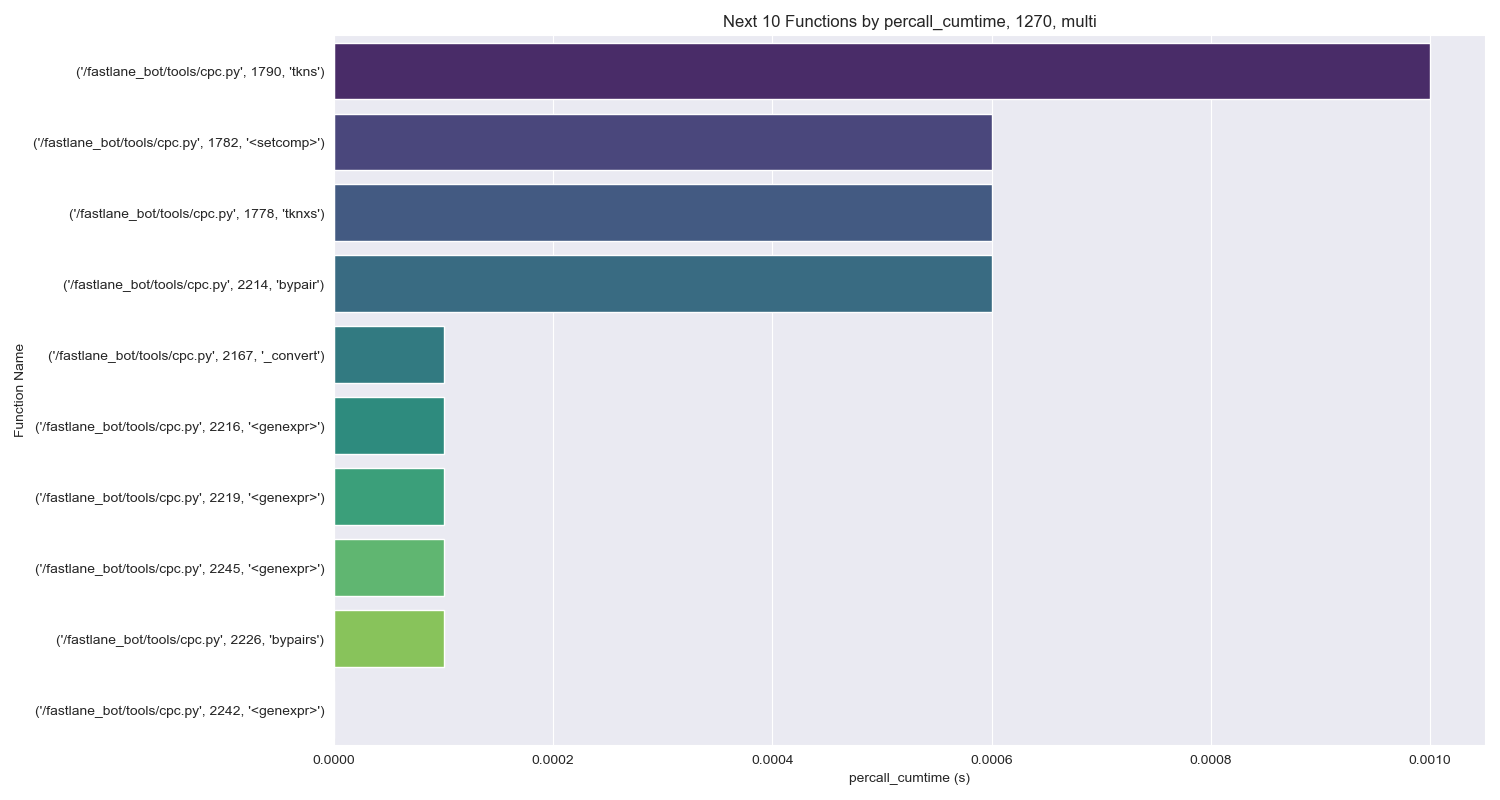 Next 10 Functions by percall_cumtime, 1270, multi
('/fastlane_bot/tools/cpc.py', 1790, 'tkns')
('/fastlane_bot/tools/cpc.py', 1782, '<setcomp>')
('/fastlane_bot/tools/cpc.py', 1778, 'tknxs')
('/fastlane_bot/tools/cpc.py', 2214, 'bypair')
('/fastlane_bot/tools/cpc.py', 2167, '_convert')
('/fastlane_bot/tools/cpc.py', 2216, '<genexpr>')
('/fastlane_bot/tools/cpc.py', 2219, '<genexpr>')
('/fastlane_bot/tools/cpc.py', 2245, '<genexpr>')
('/fastlane_bot/tools/cpc.py', 2226, 'bypairs')
('/fastlane_bot/tools/cpc.py', 2242, '<genexpr>')
Function Name
0.0000 0.0002 0.0004 0.0006 0.0008 0.0010
percall_cumtime (s)